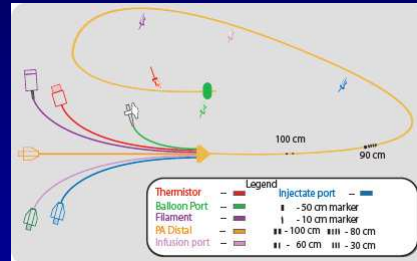 100 cm
90 cm
Legend
Thermistor – Injectate port –
Balloon Port – - 50 cm marker
Filament – - 10 cm marker
PA Distal – - 100 cm - 80 cm
Infusion port – - 60 cm - 30 cm